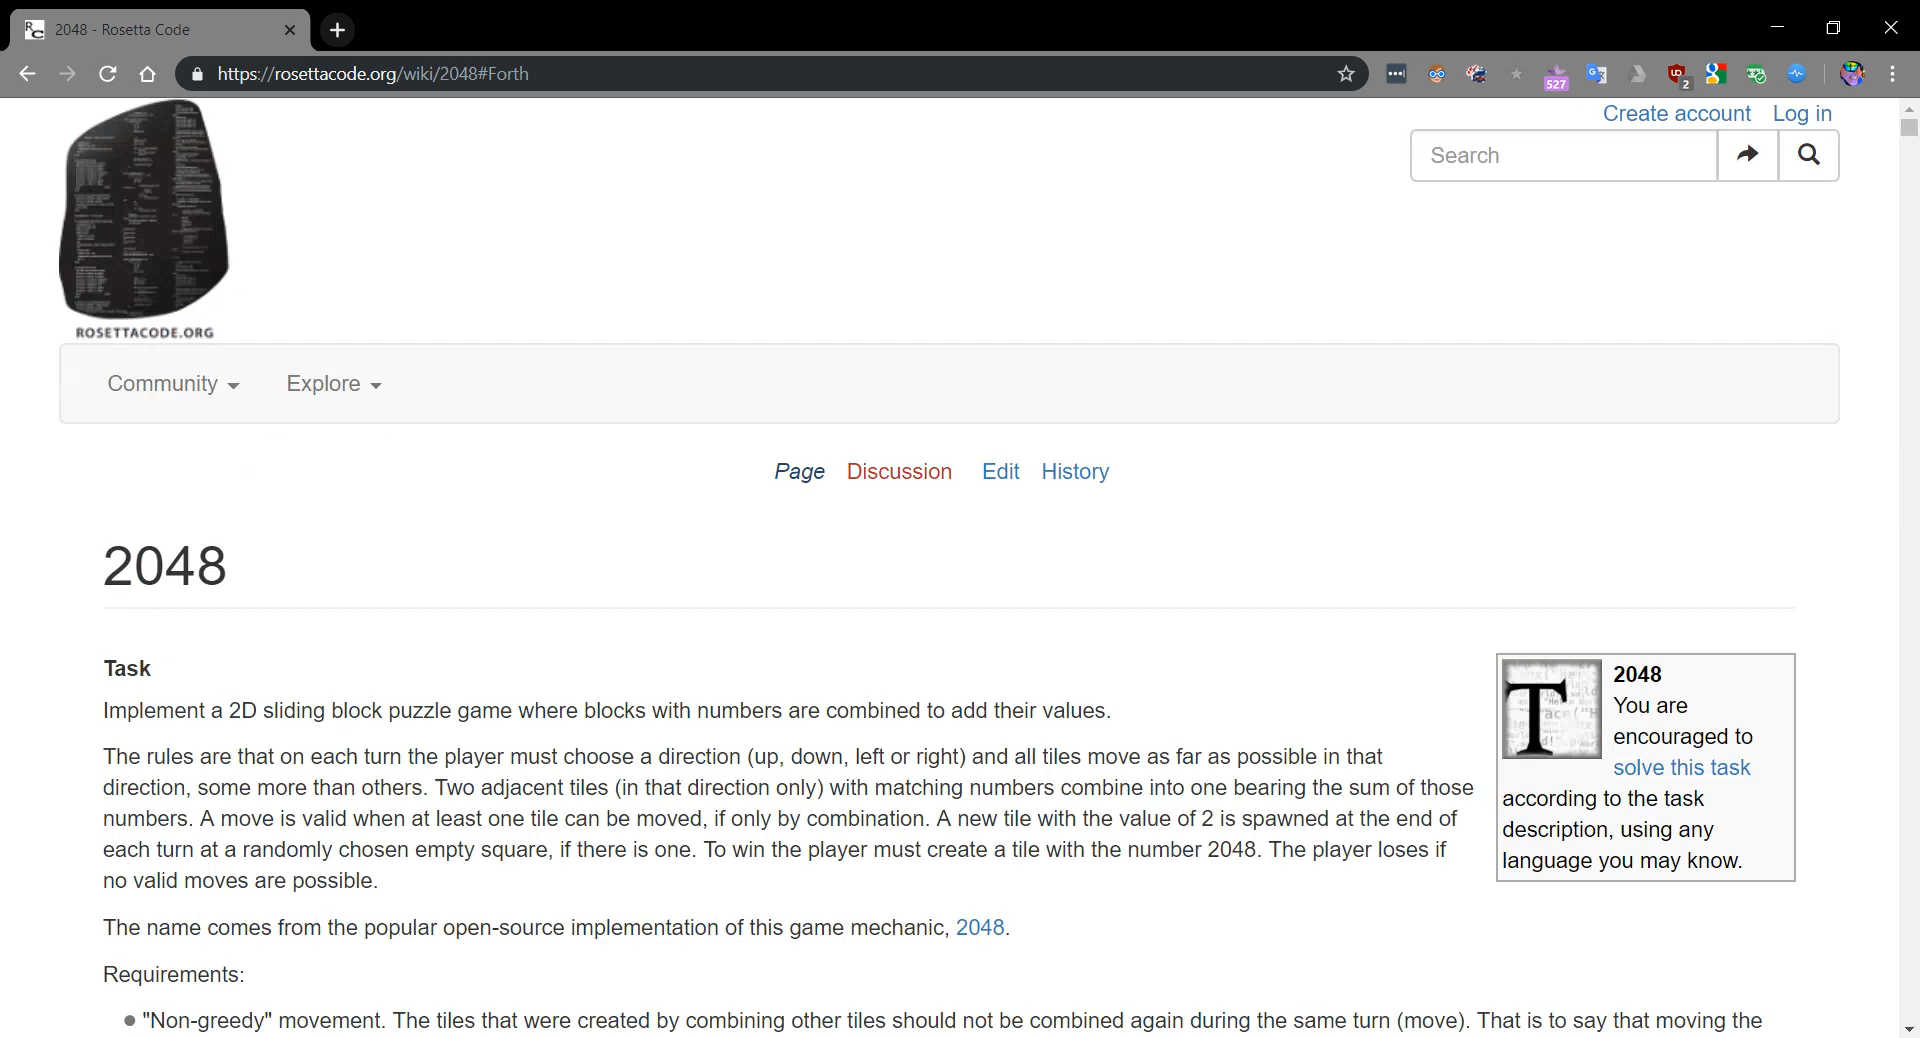 2048 - Rosetta Code
https://rosettacode.org/wiki/2048#Forth
527
2
Create account Log in
Search
ROSETTACODE.ORG
Community Explore
Page Discussion Edit History
2048
Task
Implement a 2D sliding block puzzle game where blocks with numbers are combined to add their values.
The rules are that on each turn the player must choose a direction (up, down, left or right) and all tiles move as far as possible in that
direction, some more than others. Two adjacent tiles (in that direction only) with matching numbers combine into one bearing the sum of those
numbers. A move is valid when at least one tile can be moved, if only by combination. A new tile with the value of 2 is spawned at the end of
each turn at a randomly chosen empty square, if there is one. To win the player must create a tile with the number 2048. The player loses if
no valid moves are possible.
The name comes from the popular open-source implementation of this game mechanic, 2048.
Requirements:
"Non-greedy" movement. The tiles that were created by combining other tiles should not be combined again during the same turn (move). That is to say that moving the
T
2048
You are
encouraged to
solve this task
according to the task
description, using any
language you may know.